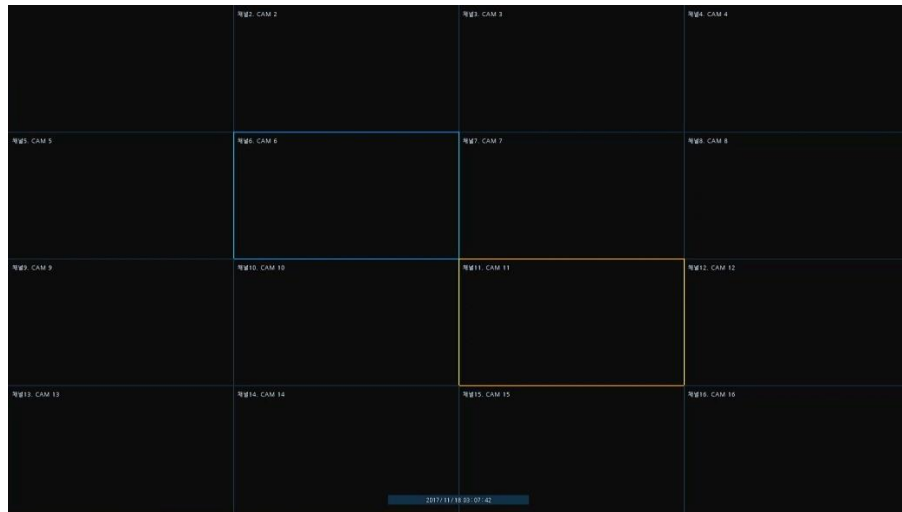 채널2. CAM 2
채널3. CAM 3
채널4. CAM 4
채널5. CAM 5
채널6. CAM 6
채널7. CAM 7
채널8. CAM 8
채널9. CAM 9
채널10. CAM 10
채널11. CAM 11
채널12. CAM 12
채널13. CAM 13
채널14. CAM 14
채널15. CAM 15
채널16. CAM 16
2017/11/16 03:07:42